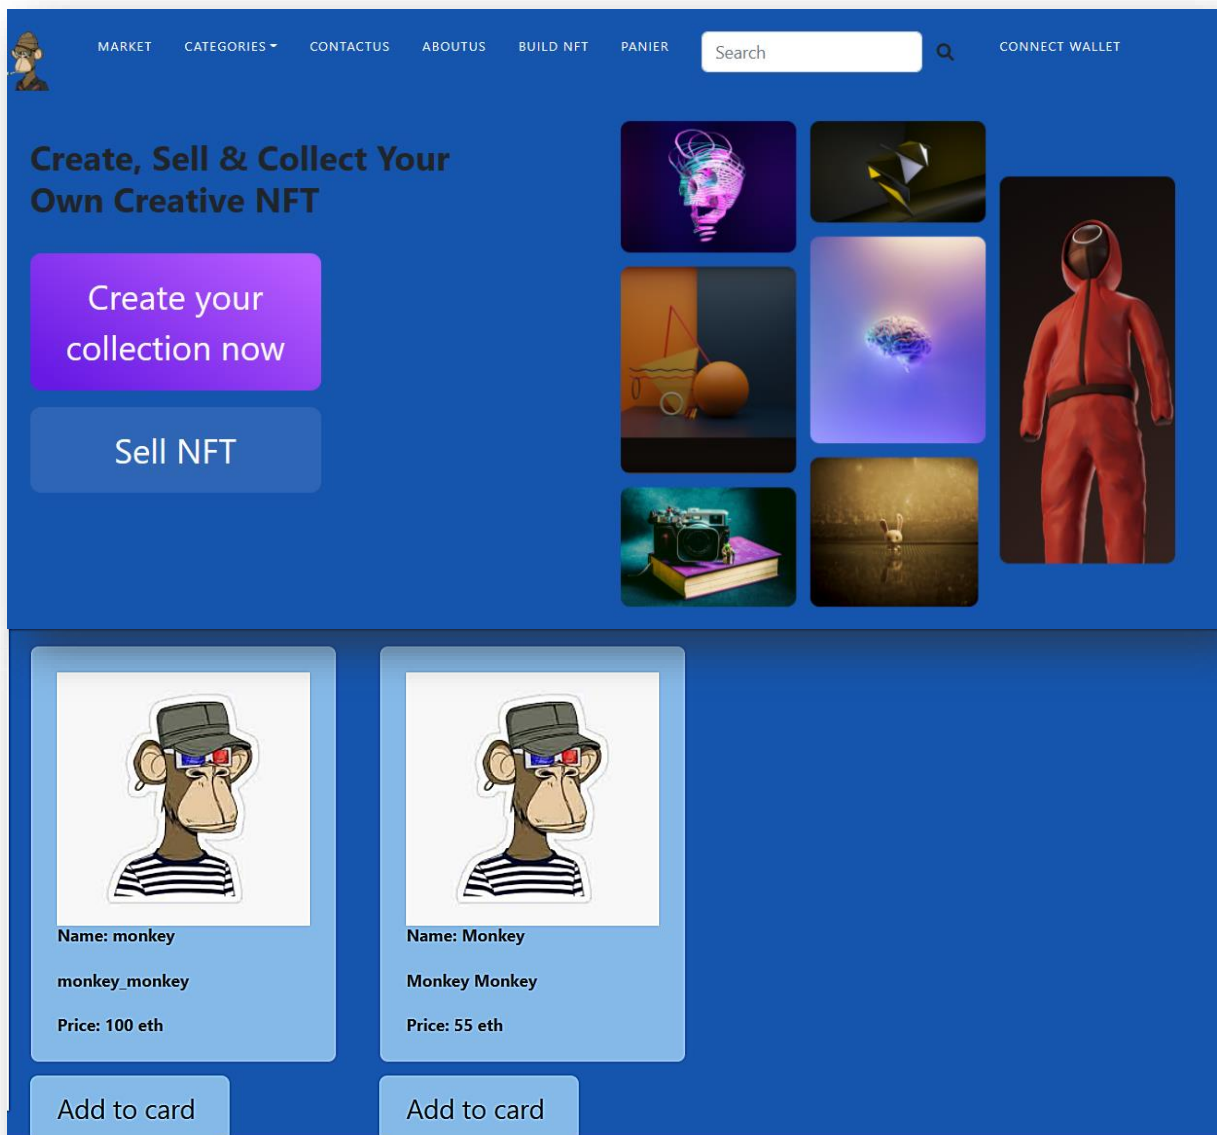 MARKET CATEGORIES CONTACTUS ABOUTUS BUILD NFT PANIER Search CONNECT WALLET
Create, Sell & Collect Your
Own Creative NFT
Create your
collection now
Sell NFT
Name: monkey
monkey_monkey
Price: 100 eth
Add to card
Name: Monkey
Monkey Monkey
Price: 55 eth
Add to card